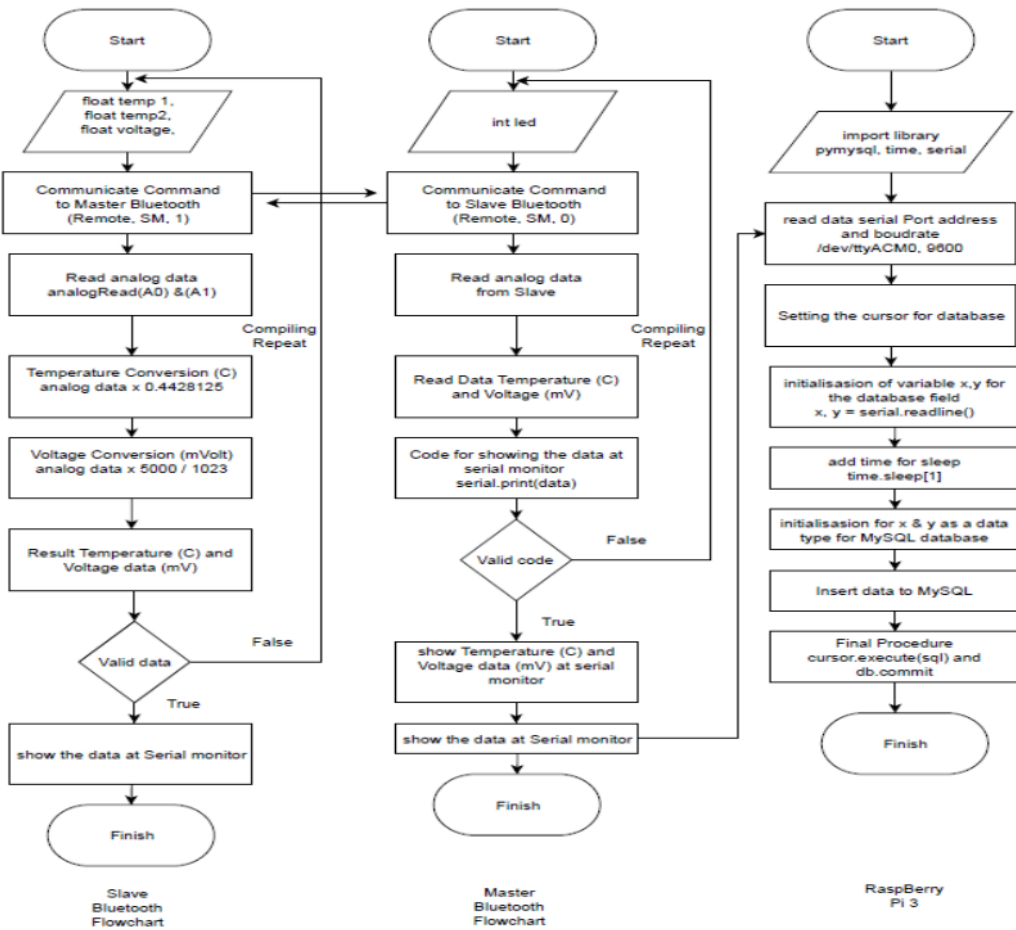 Start
float temp 1,
float temp2,
float voltage,
Communicate Command
to Master Bluetooth
(Remote, SM, 1)
Read analog data
analogRead(A0) &(A1)
Compiling
Repeat
Temperature Conversion (C)
analog data x 0.4428125
Voltage Conversion (mVolt)
analog data x 5000 / 1023
Result Temperature (C) and
Voltage data (mV)
Valid data
False
True
show the data at Serial monitor
Finish
Slave
Bluetooth
Flowchart
Start
int led
Communicate Command
to Slave Bluetooth
(Remote, SM, 0)
Read analog data
from Slave
Compiling
Repeat
Read Data Temperature (C)
and Voltage (mV)
Code for showing the data at
serial monitor
serial.print(data)
Valid code
False
True
show Temperature (C) and
Voltage data (mV) at serial
monitor
show the data at Serial monitor
Finish
Master
Bluetooth
Flowchart
Start
import library
pymysql, time, serial
read data serial Port address
and boudrate
/dev/ttyACM0, 9600
Setting the cursor for database
initialisasion of variable x,y for
the database field
x, y = serial.readline()
add time for sleep
time.sleep[1]
initialisasion for x & y as a data
type for MySQL database
Insert data to MySQL
Final Procedure
cursor.execute(sql) and
db.commit
Finish
RaspBerry
Pi 3